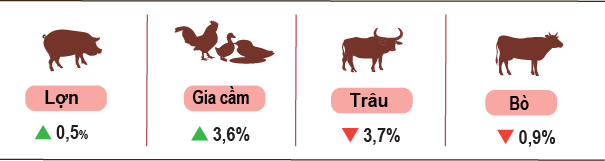 Lợn
Gia cầm
Trâu
Bò
▲ 0,5%
▲ 3,6%
▼ 3,7%
▼ 0,9%